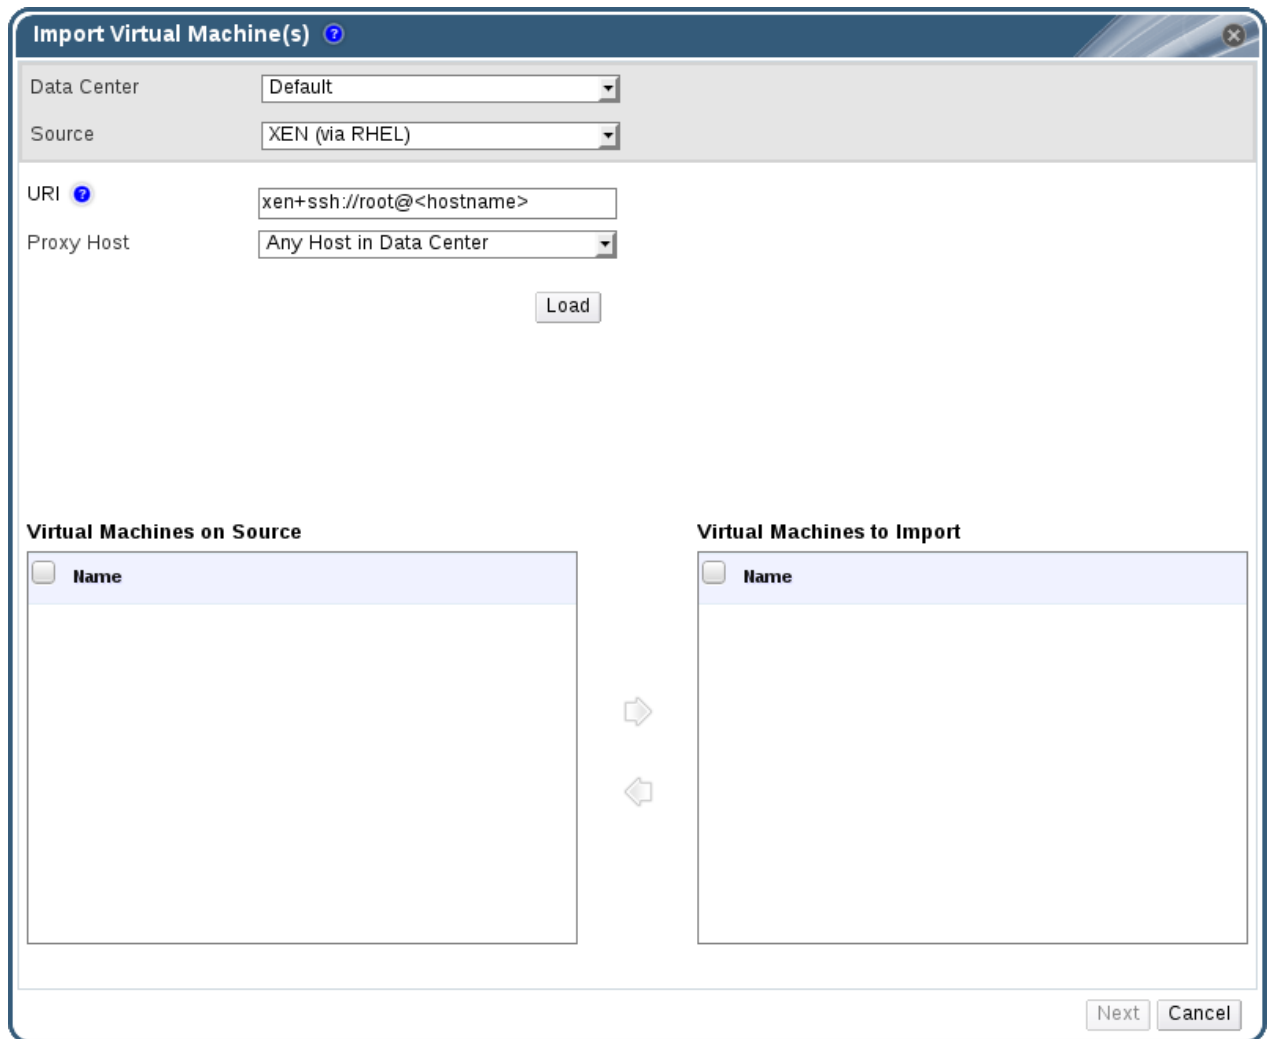 Import Virtual Machine(s) ?
Data Center Default
Source XEN (via RHEL)
URI ? xen+ssh://root@<hostname>
Proxy Host Any Host in Data Center
Load
Virtual Machines on Source Virtual Machines to Import
Name Name
Next Cancel